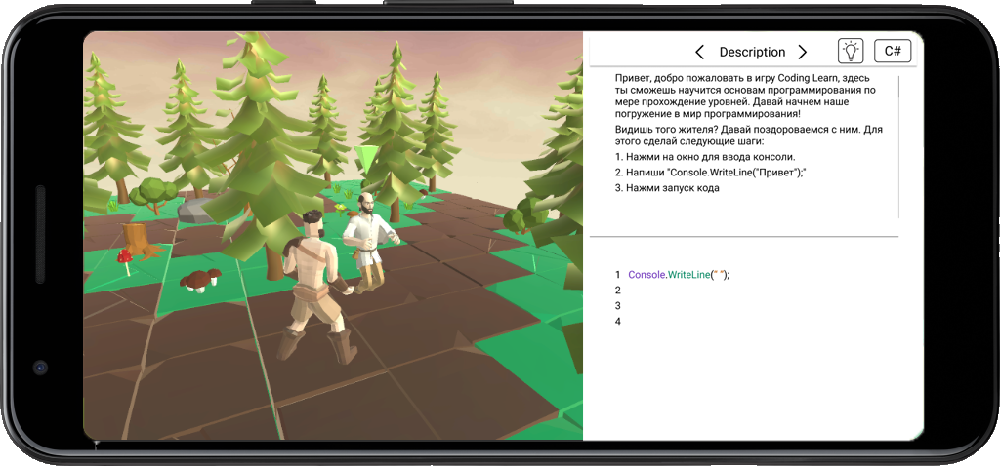 Description
C#
Привет, добро пожаловать в игру Coding Learn, здесь
ты сможешь научится основам программирования по
мере прохождение уровней. Давай начнем наше
погружение в мир программирования!
Видишь того жителя? Давай поздороваемся с ним. Для
этого сделай следующие шаги:
1. Нажми на окно для ввода консоли.
2. Напиши "Console.WriteLine("Привет");"
3. Нажми запуск кода
1 Console.WriteLine(" ");
2
3
4